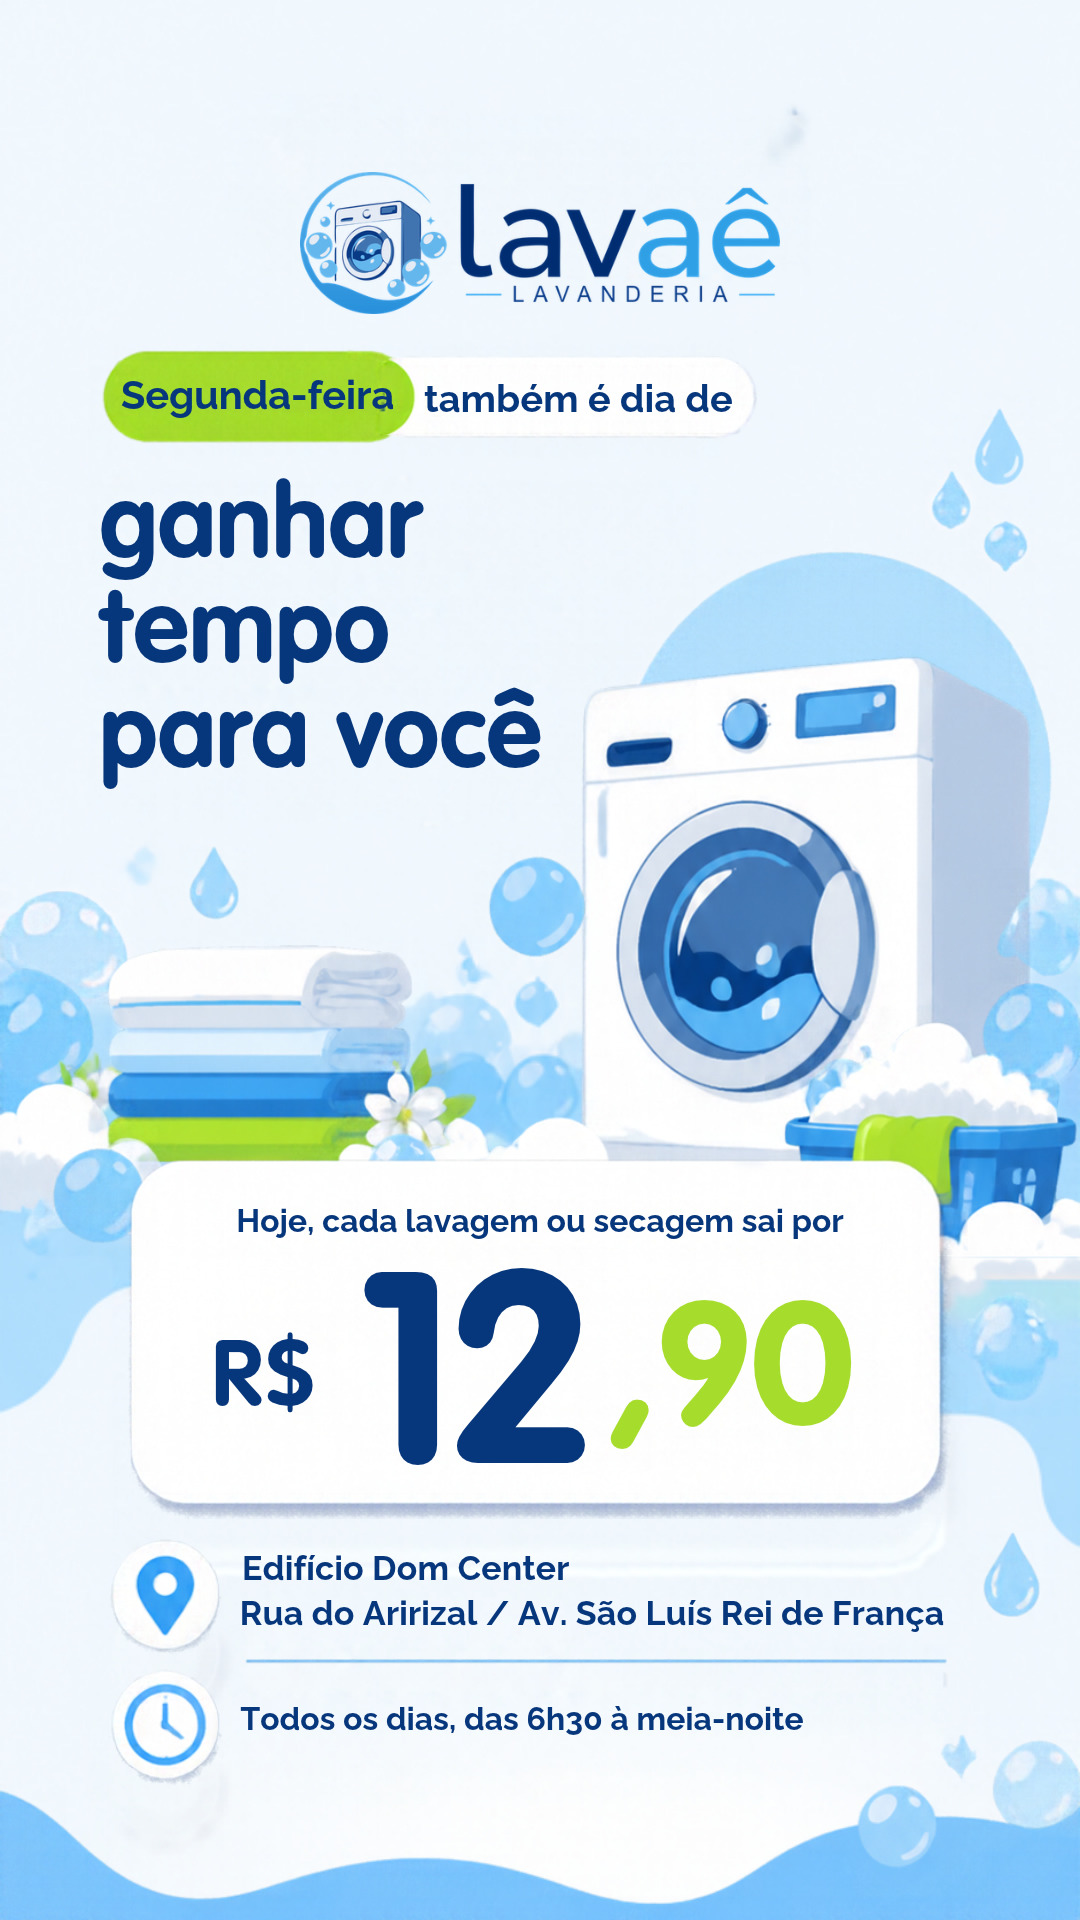 lavaê
LAVANDERIA
Segunda-feira também é dia de
ganhar
tempo
para você
Hoje, cada lavagem ou secagem sai por
R$ 12,90
Edifício Dom Center
Rua do Aririzal / Av. São Luís Rei de França
Todos os dias, das 6h30 à meia-noite